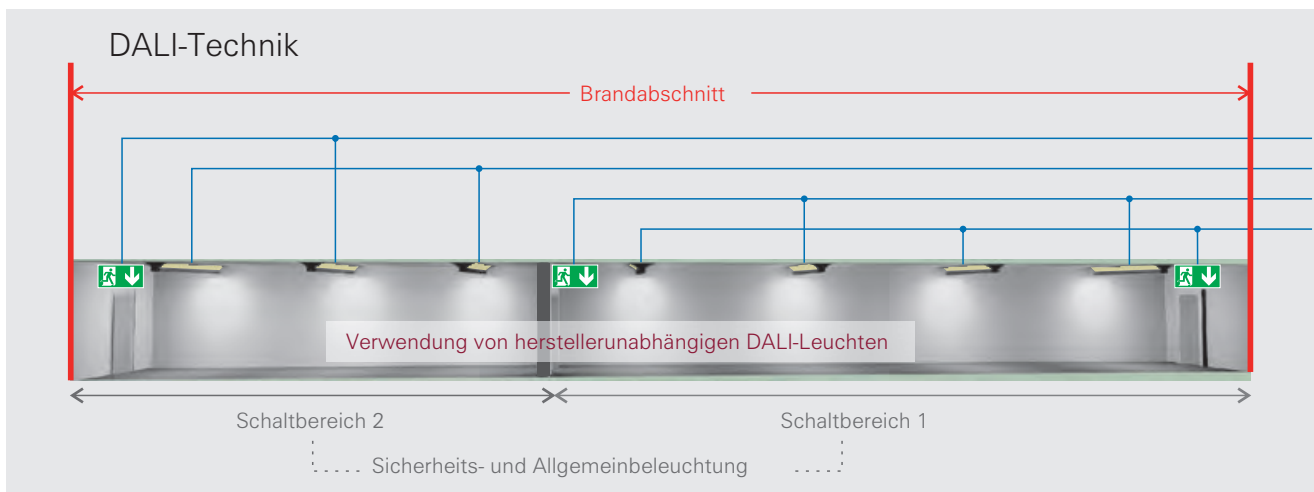 DALI-Technik
Brandabschnitt
Verwendung von herstellerunabhängigen DALI-Leuchten
Schaltbereich 2
Schaltbereich 1
Sicherheits- und Allgemeinbeleuchtung